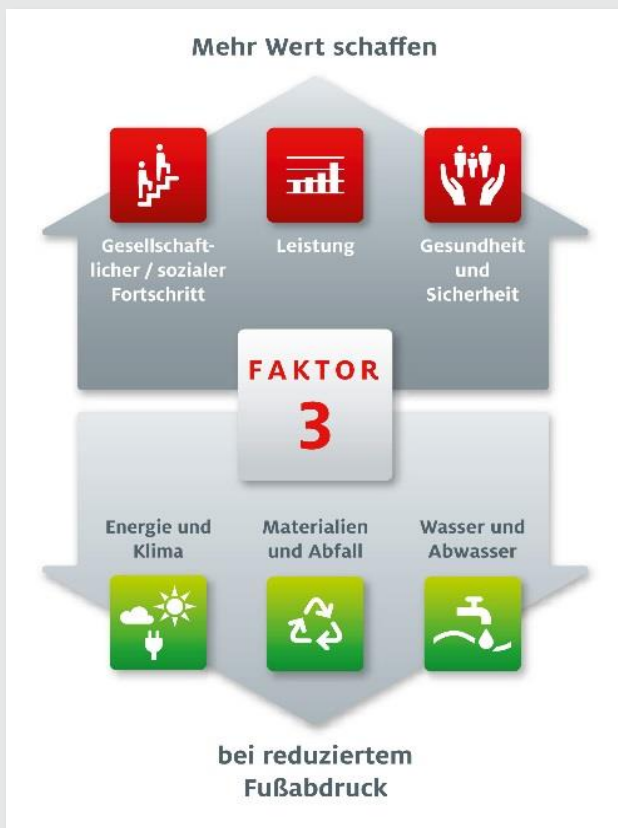 Mehr Wert schaffen
Gesellschaft-
licher / sozialer
Fortschritt
Leistung
Gesundheit
und
Sicherheit
FAKTOR
3
Energie und
Klima
Materialien
und Abfall
Wasser und
Abwasser
bei reduziertem
Fußabdruck